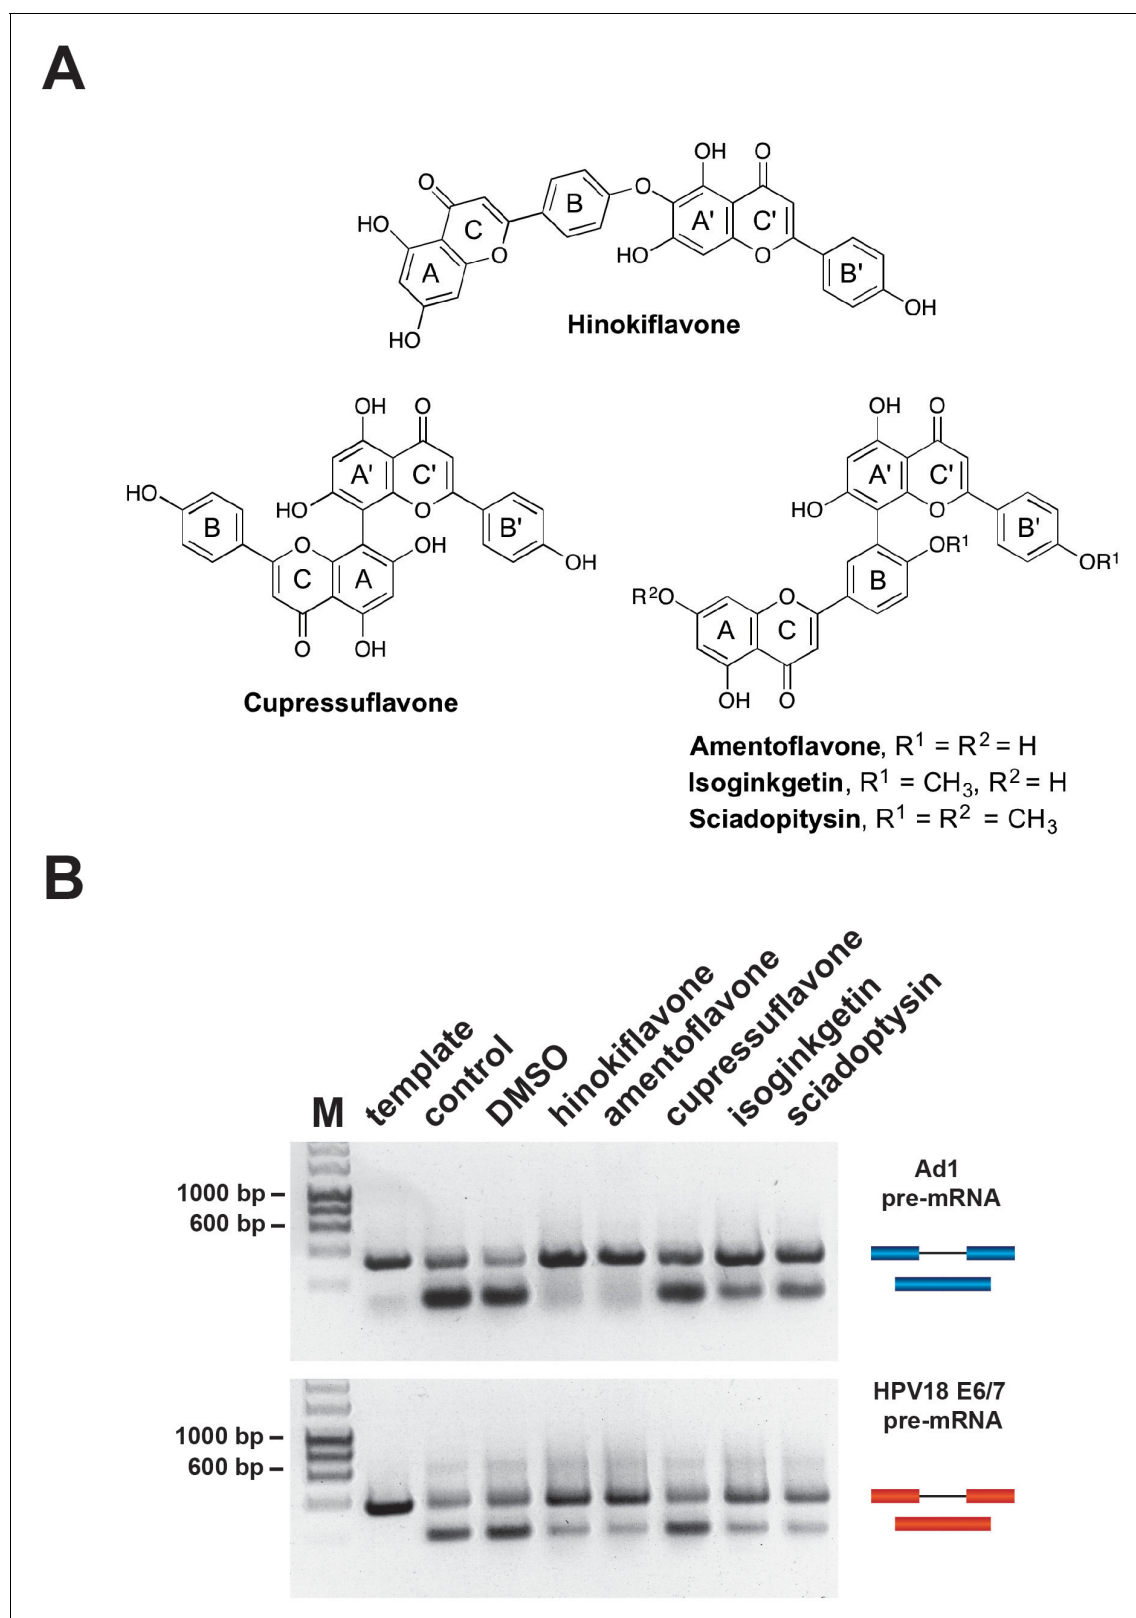 A
OH
O
O
O
B
A'
C'
HO
C
HO
O
O
A
B'
OH
HO
Hinokiflavone
OH
O
A'
C'
HO
HO
O
B
B'
O
OH
OH
C
A
O
OH
Cupressuflavone
OH
O
A'
C'
HO
O
B'
OR¹
OR¹
B
R²O
O
A
C
OH
O
Amentoflavone, R¹ = R² = H
Isoginkgetin, R¹ = CH₃, R² = H
Sciadopitysin, R¹ = R² = CH₃
B
M
template
control
DMSO
hinokiflavone
amentoflavone
cupressuflavone
isoginkgetin
sciadoptysin
1000 bp
600 bp
Ad1
pre-mRNA
1000 bp
600 bp
HPV18 E6/7
pre-mRNA